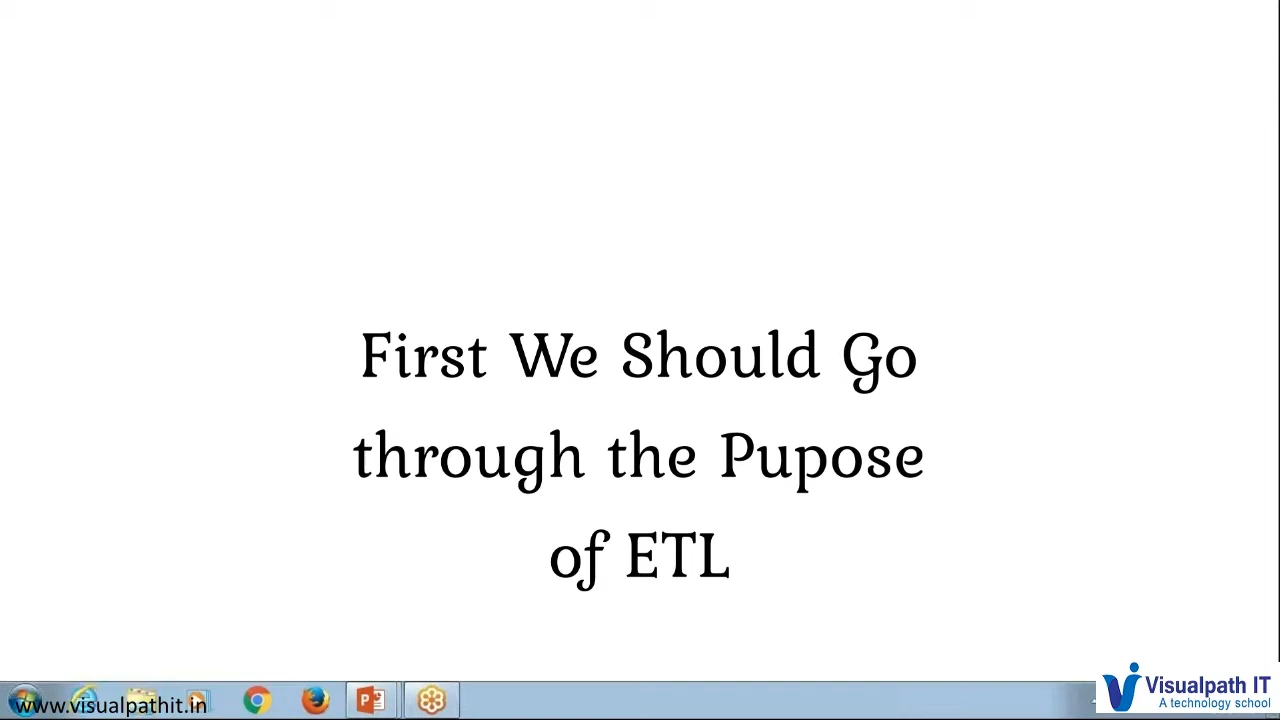 First We Should Go
through the Pupose
of ETL
www.visualpathit.in
Visualpath IT
A technology school